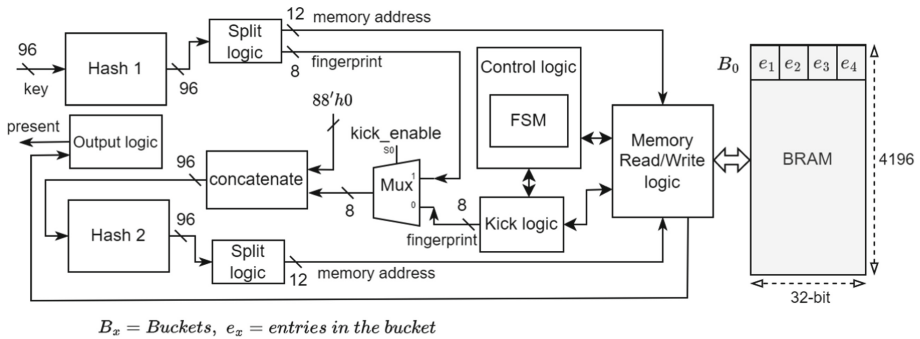 96
key
Hash 1
96
Split
logic
12
memory address
8
fingerprint
present
Output logic
88'h0
96
concatenate
8
kick_enable
S0
Mux
1
0
8
fingerprint
Control logic
FSM
Kick logic
Memory
Read/Write
logic
B0
e1 e2 e3 e4
BRAM
4196
32-bit
Hash 2
96
Split
logic
12
memory address
Bx = Buckets, ex = entries in the bucket